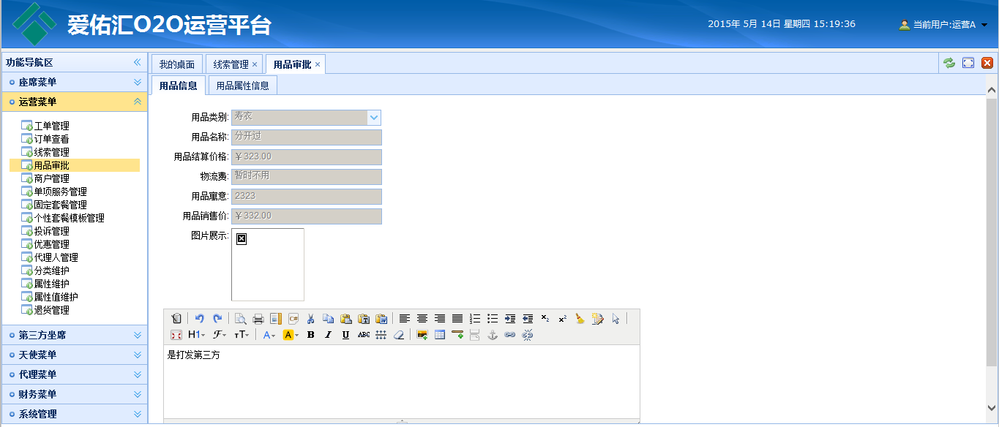 爱佑汇O2O运营平台
2015年 5月 14日 星期四 15:19:36
当前用户:运营A
功能导航区
我的桌面
线索管理
用品审批
座席菜单
运营菜单
工单管理
订单查看
线索管理
用品审批
商户管理
单项服务管理
固定套餐管理
个性套餐模板管理
投诉管理
优惠管理
代理人管理
分类维护
属性维护
属性值维护
退货管理
第三方坐席
天使菜单
代理菜单
财务菜单
系统管理
用品信息
用品属性信息
用品类别: 寿衣
用品名称: 分开过
用品结算价格: ￥323.00
物流费: 暂时不用
用品寓意: 2323
用品销售价: ￥332.00
图片展示:
H1
是打发第三方